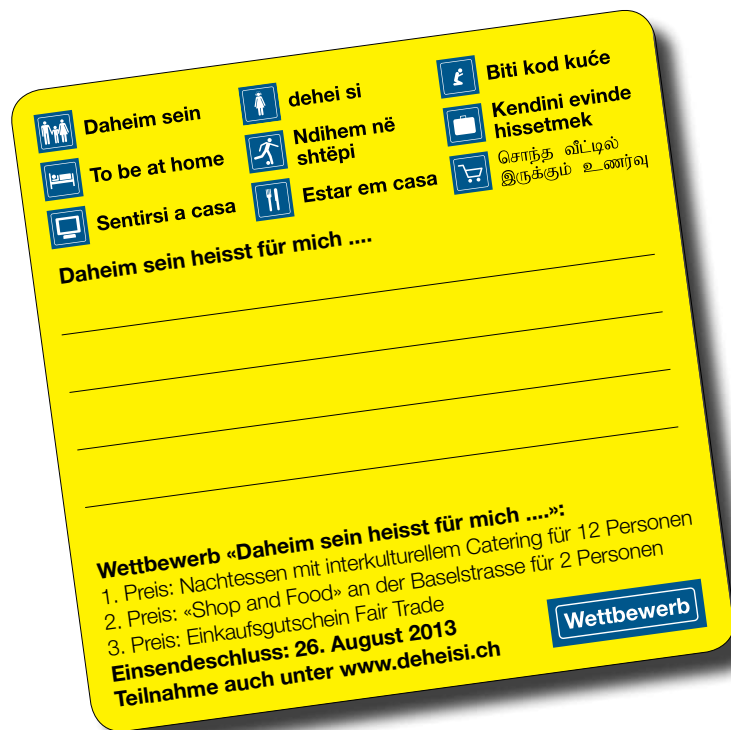 Daheim sein
To be at home
Sentirsi a casa
dehei si
Ndihem në
shtëpi
Estar em casa
Biti kod kuće
Kendini evinde
hissetmek
சொந்த வீட்டில்
இருக்கும் உணர்வு
Daheim sein heisst für mich ....
Wettbewerb «Daheim sein heisst für mich ....»:
1. Preis: Nachtessen mit interkulturellem Catering für 12 Personen
2. Preis: «Shop and Food» an der Baselstrasse für 2 Personen
3. Preis: Einkaufsgutschein Fair Trade
Einsendeschluss: 26. August 2013
Teilnahme auch unter www.deheisi.ch
Wettbewerb